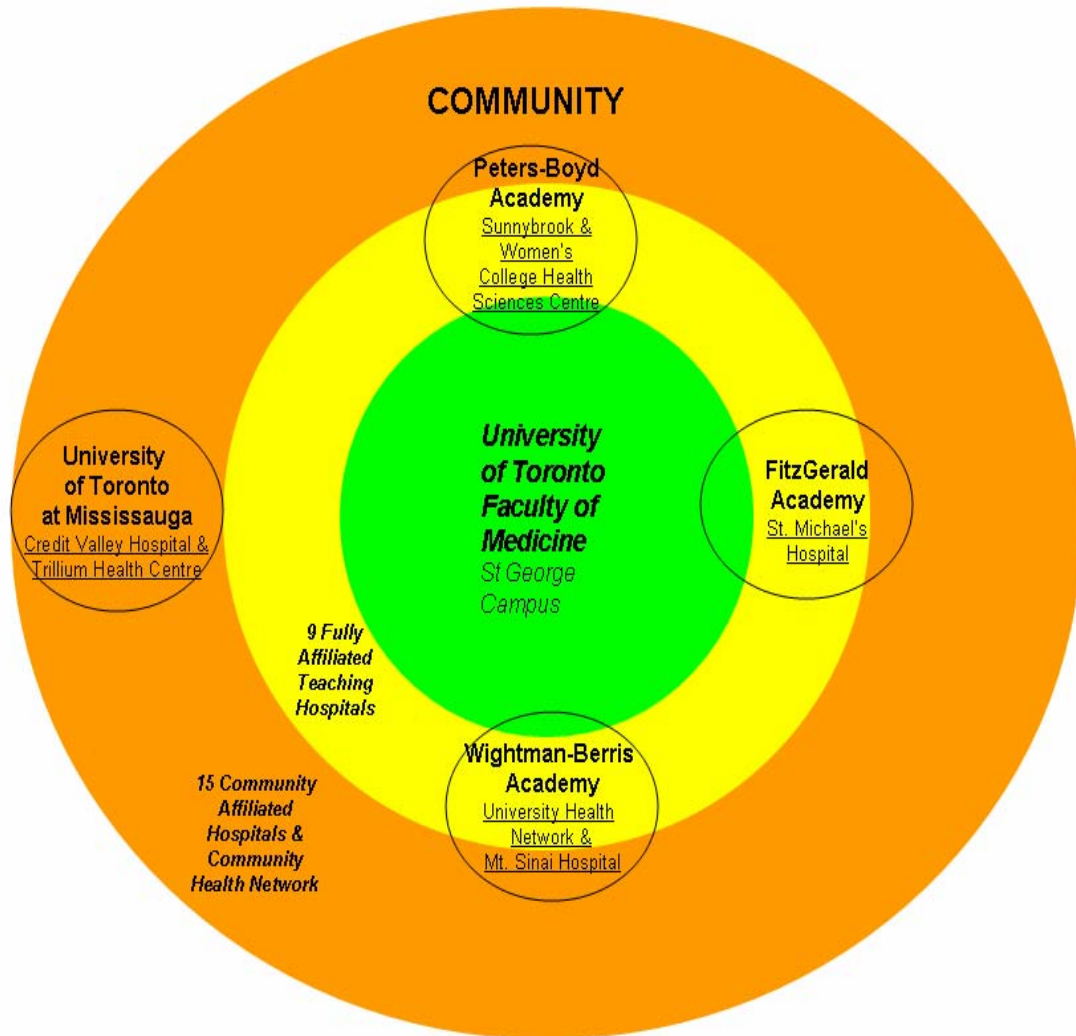 COMMUNITY
Peters-Boyd
Academy
Sunnybrook &
Women's
College Health
Sciences Centre
University
of Toronto
Faculty of
Medicine
St George
Campus
University
of Toronto
at Mississauga
Credit Valley Hospital &
Trillium Health Centre
FitzGerald
Academy
St. Michael's
Hospital
9 Fully
Affiliated
Teaching
Hospitals
Wightman-Berris
Academy
University Health
Network &
Mt. Sinai Hospital
15 Community
Affiliated
Hospitals &
Community
Health Network